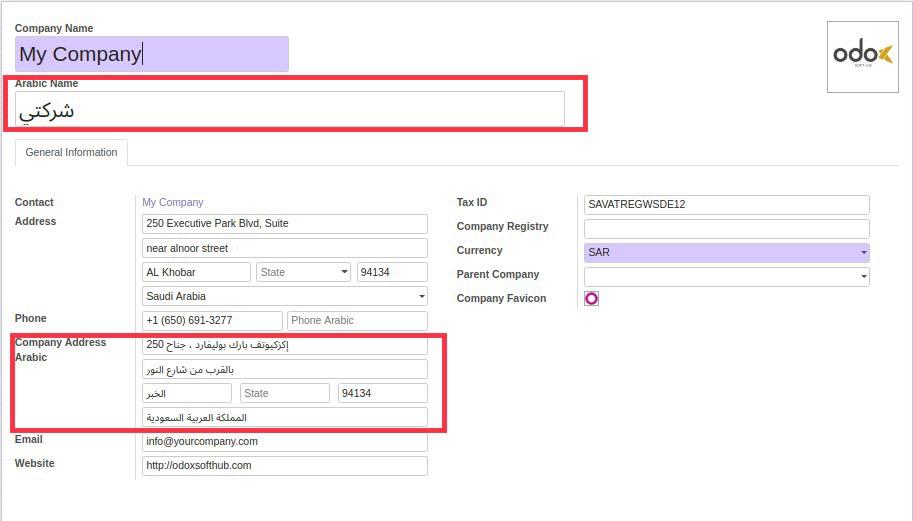 Company Name
My Company
Arabic Name
شركتي
odox
General Information
Contact
My Company
Address
250 Executive Park Blvd, Suite
near alnoor street
AL Khobar State 94134
Saudi Arabia
Phone
+1 (650) 691-3277 Phone Arabic
Company Address Arabic
250 إكزكيوتف بارك بوليفارد ، جناح
بالقرب من شارع النور
الخبر State 94134
المملكة العربية السعودية
Email
info@yourcompany.com
Website
http://odoxsofthub.com
Tax ID
SAVATREGWSDE12
Company Registry
Currency
SAR
Parent Company
Company Favicon